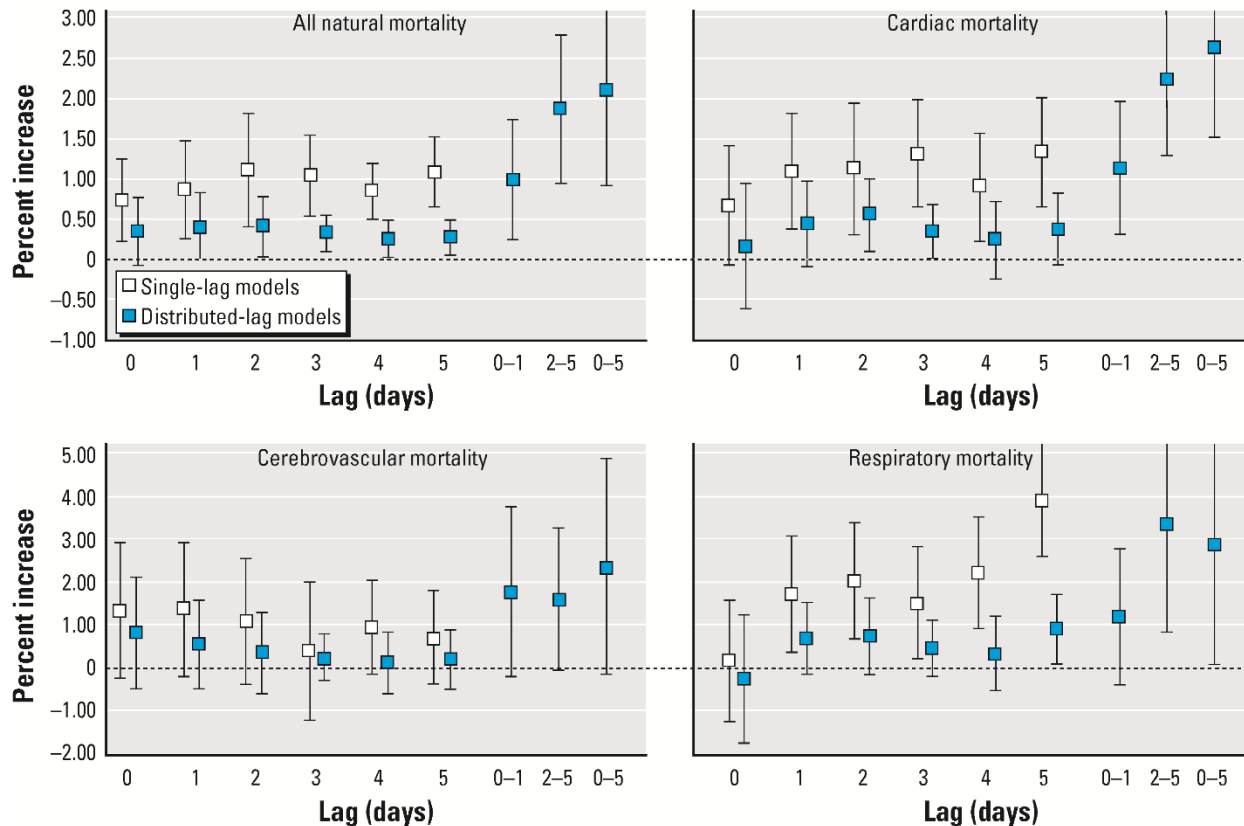 All natural mortality
Percent increase
3.00
2.50
2.00
1.50
1.00
0.50
0
−0.50
−1.00
Single-lag models
Distributed-lag models
0 1 2 3 4 5 0–1 2–5 0–5
Lag (days)
Cardiac mortality
0 1 2 3 4 5 0–1 2–5 0–5
Lag (days)
Cerebrovascular mortality
Percent increase
5.00
4.00
3.00
2.00
1.00
0
−1.00
−2.00
0 1 2 3 4 5 0–1 2–5 0–5
Lag (days)
Respiratory mortality
0 1 2 3 4 5 0–1 2–5 0–5
Lag (days)